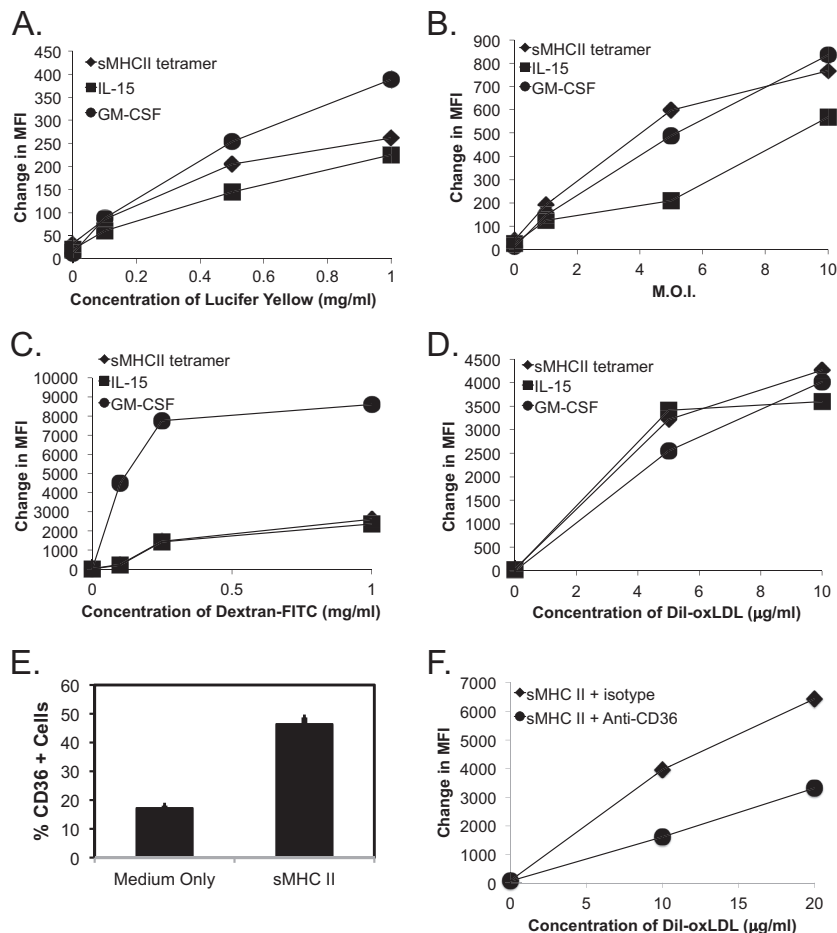 A.
450
400
350
300
250
200
150
100
50
0
sMHCII tetramer
IL-15
GM-CSF
Change in MFI
0 0.2 0.4 0.6 0.8 1
Concentration of Lucifer Yellow (mg/ml)
B.
900
800
700
600
500
400
300
200
100
0
sMHCII tetramer
IL-15
GM-CSF
Change in MFI
0 2 4 6 8 10
M.O.I.
C.
sMHCII tetramer
IL-15
GM-CSF
10000
9000
8000
7000
6000
5000
4000
3000
2000
1000
0
Change in MFI
0 0.5 1
Concentration of Dextran-FITC (mg/ml)
D.
4500
4000
3500
3000
2500
2000
1500
1000
500
0
sMHCII tetramer
IL-15
GM-CSF
Change in MFI
0 2 4 6 8 10
Concentration of Dil-oxLDL (µg/ml)
E.
60
50
40
30
20
10
0
% CD36 + Cells
Medium Only sMHC II
F.
7000
6000
5000
4000
3000
2000
1000
0
sMHC II + isotype
sMHC II + Anti-CD36
Change in MFI
0 5 10 15 20
Concentration of Dil-oxLDL (µg/ml)